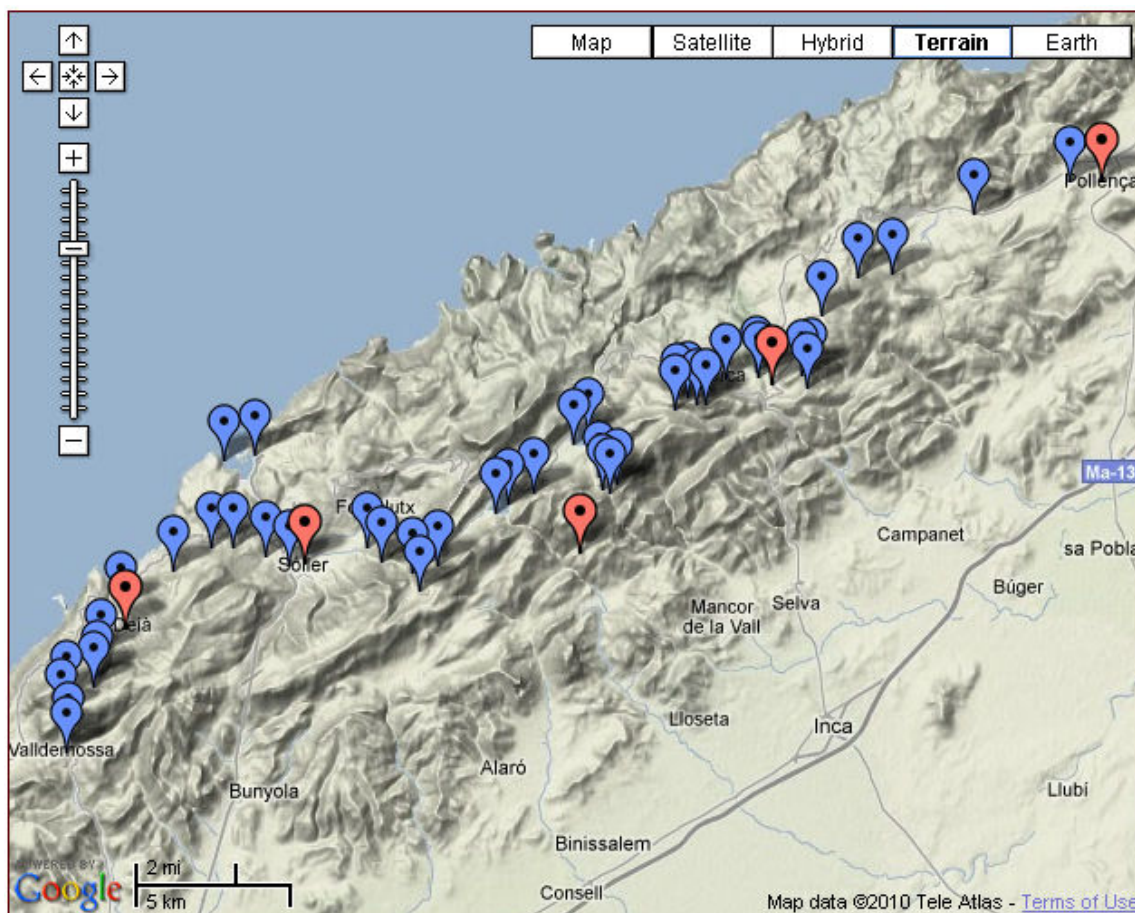 Map
Satellite
Hybrid
Terrain
Earth
Pollença
Ma-13
Sóller
Deià
Campanet
sa Pobla
Búger
Mancor
de la Vall
Selva
Lloseta
Inca
Valldemossa
Alaró
Bunyola
Llubí
Binissalem
Consell
POWERED BY
Google
2 mi
5 km
Map data ©2010 Tele Atlas - Terms of Use